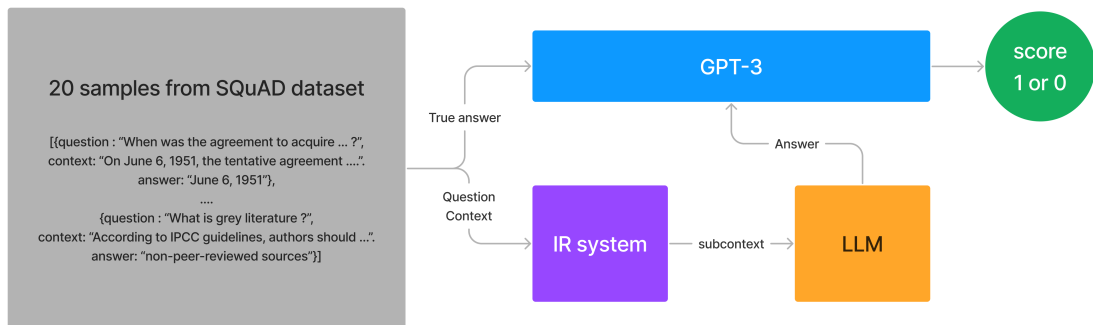 20 samples from SQuAD dataset
[{question : “When was the agreement to acquire ... ?”,
context: “On June 6, 1951, the tentative agreement ....”.
answer: “June 6, 1951”},
....
{question : “What is grey literature ?”,
context: “According to IPCC guidelines, authors should ...”.
answer: “non-peer-reviewed sources”}]
True answer
Question
Context
GPT-3
score
1 or 0
Answer
IR system
subcontext
LLM